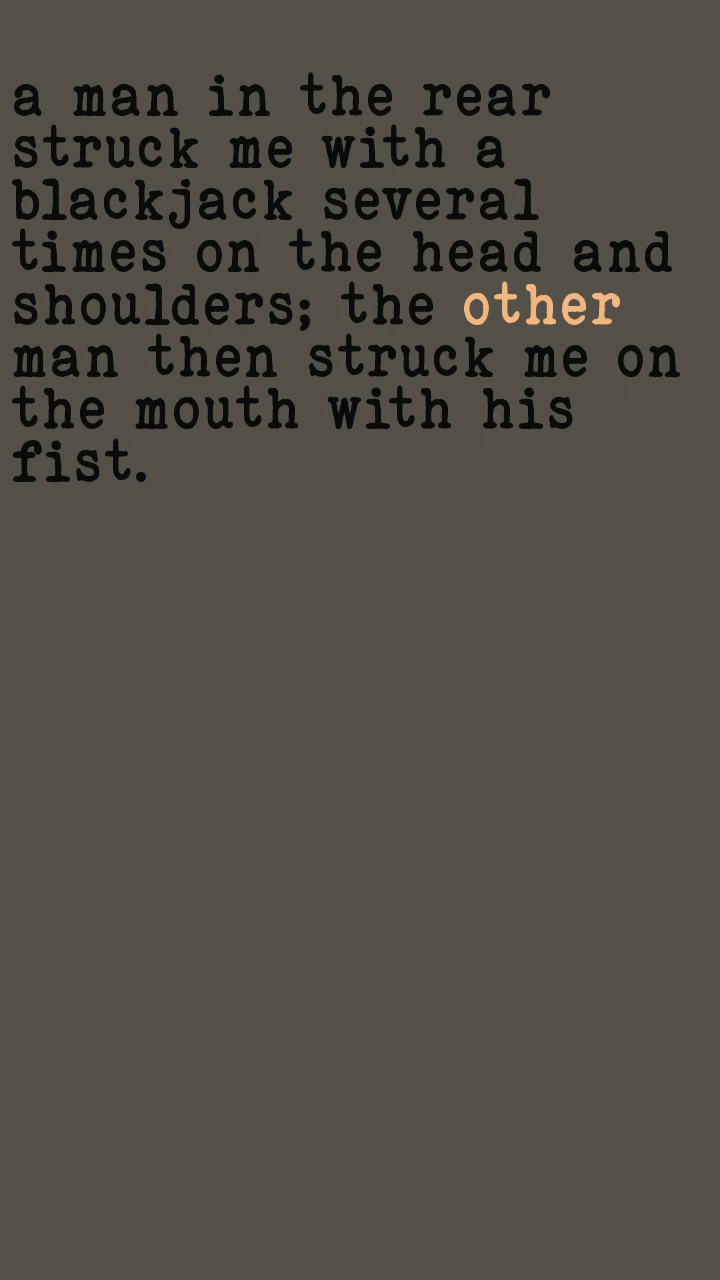 a man in the rear
struck me with a
blackjack several
times on the head and
shoulders; the other
man then struck me on
the mouth with his
fist.